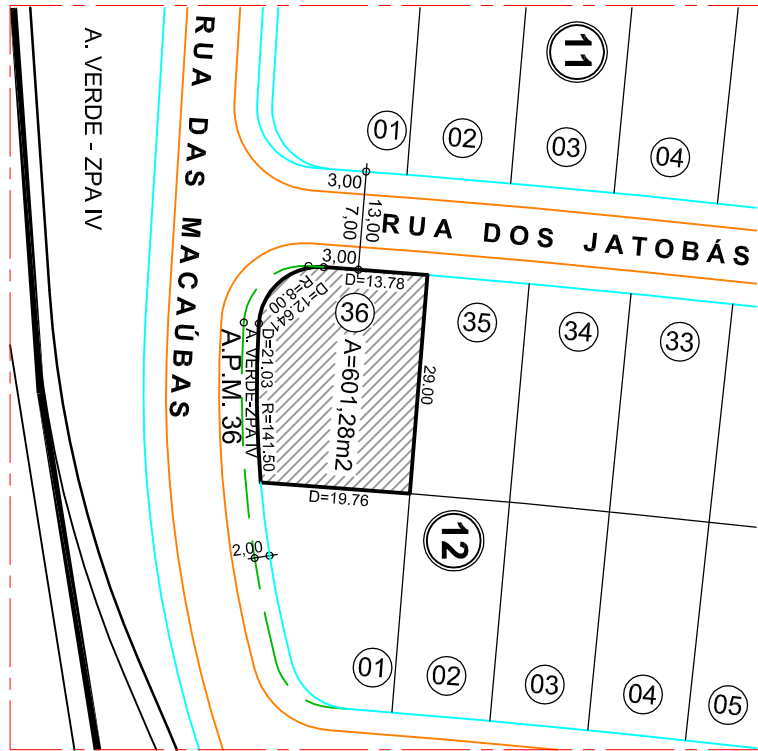 RUA DAS MACAÚBAS
A. VERDE - ZPA IV
11
01
02
03
04
3,00
13,00
7,00
RUA DOS JATOBÁS
3,00
D=13.78
D=12.641
R=8.00
36
A=601,28m2
35
34
33
29.00
A.P.M. 36
A. VERDE-ZPA IV
D=21.03 R=141.50
D=19.76
12
2,00
01
02
03
04
05